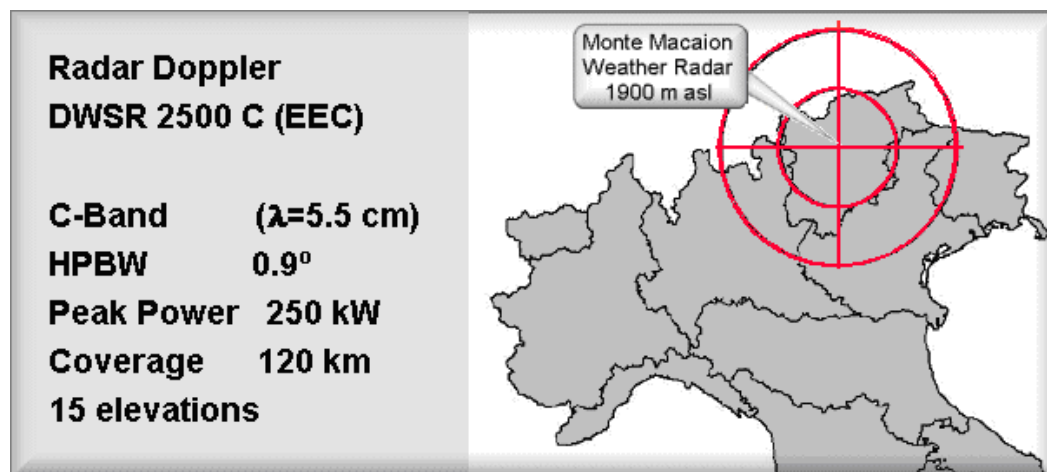 Radar Doppler
DWSR 2500 C (EEC)
C-Band (λ=5.5 cm)
HPBW 0.9º
Peak Power 250 kW
Coverage 120 km
15 elevations
Monte Macaion
Weather Radar
1900 m asl